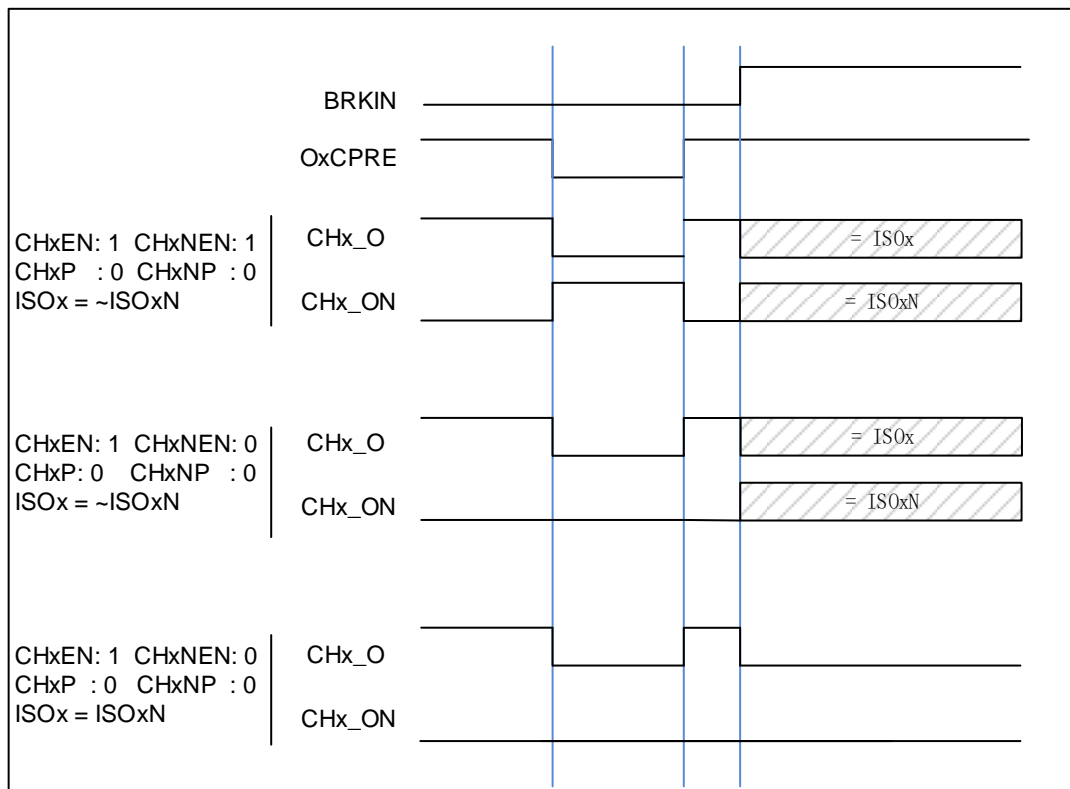 BRKIN
OxCPRE
CHxEN: 1 CHxNEN: 1
CHxP : 0 CHxNP : 0
ISOx = ~ISOxN
CHx_O
= ISOx
CHx_ON
= ISOxN
CHxEN: 1 CHxNEN: 0
CHxP: 0 CHxNP : 0
ISOx = ~ISOxN
CHx_O
= ISOx
CHx_ON
= ISOxN
CHxEN: 1 CHxNEN: 0
CHxP : 0 CHxNP : 0
ISOx = ISOxN
CHx_O
CHx_ON